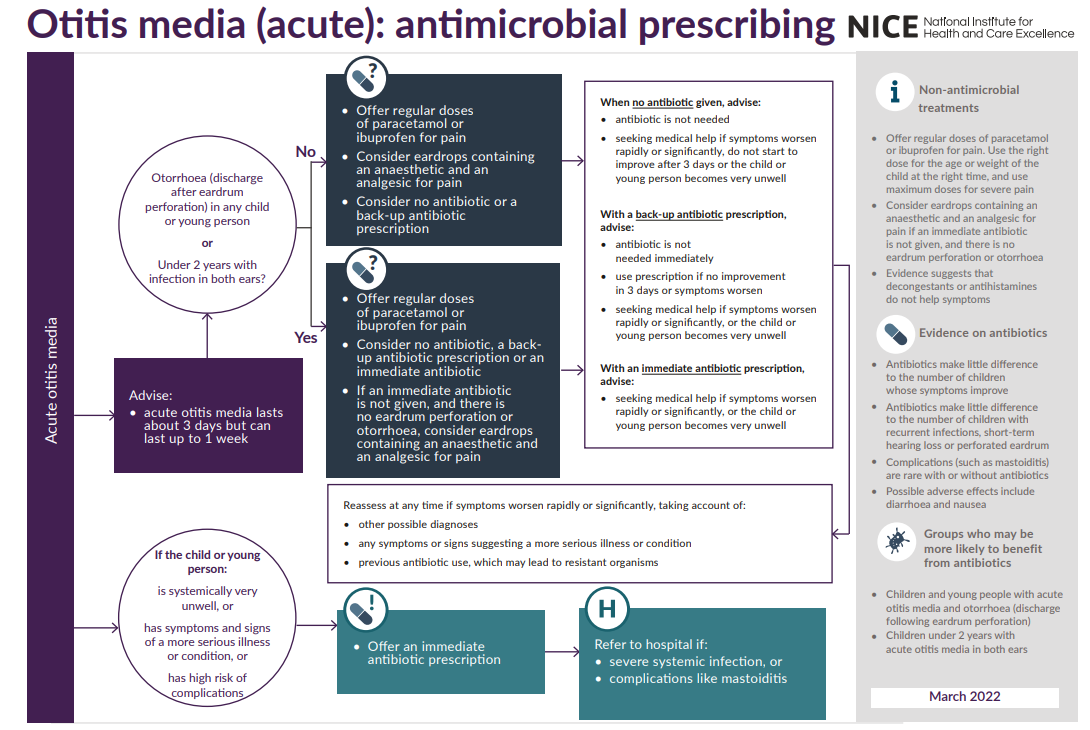 Otitis media (acute): antimicrobial prescribing
NICE National Institute for
Health and Care Excellence
Acute otitis media
Otorrhoea (discharge
after eardrum
perforation) in any child
or young person
or
Under 2 years with
infection in both ears?
Advise:
• acute otitis media lasts
about 3 days but can
last up to 1 week
No
?
• Offer regular doses
of paracetamol or
ibuprofen for pain
• Consider eardrops containing
an anaesthetic and an
analgesic for pain
• Consider no antibiotic or a
back-up antibiotic
prescription
Yes
?
• Offer regular doses
of paracetamol or
ibuprofen for pain
• Consider no antibiotic, a back-
up antibiotic prescription or an
immediate antibiotic
• If an immediate antibiotic
is not given, and there is
no eardrum perforation or
otorrhoea, consider eardrops
containing an anaesthetic and
an analgesic for pain
When no antibiotic given, advise:
• antibiotic is not needed
• seeking medical help if symptoms worsen
rapidly or significantly, do not start to
improve after 3 days or the child or
young person becomes very unwell
With a back-up antibiotic prescription,
advise:
• antibiotic is not
needed immediately
• use prescription if no improvement
in 3 days or symptoms worsen
• seeking medical help if symptoms worsen
rapidly or significantly, or the child or
young person becomes very unwell
With an immediate antibiotic prescription,
advise:
• seeking medical help if symptoms worsen
rapidly or significantly, or the child or
young person becomes very unwell
Reassess at any time if symptoms worsen rapidly or significantly, taking account of:
• other possible diagnoses
• any symptoms or signs suggesting a more serious illness or condition
• previous antibiotic use, which may lead to resistant organisms
If the child or young
person:
is systemically very
unwell, or
has symptoms and signs
of a more serious illness
or condition, or
has high risk of
complications
!
• Offer an immediate
antibiotic prescription
H
Refer to hospital if:
• severe systemic infection, or
• complications like mastoiditis
i
Non-antimicrobial
treatments
• Offer regular doses of paracetamol
or ibuprofen for pain. Use the right
dose for the age or weight of the
child at the right time, and use
maximum doses for severe pain
• Consider eardrops containing an
anaesthetic and an analgesic for
pain if an immediate antibiotic
is not given, and there is no
eardrum perforation or otorrhoea
• Evidence suggests that
decongestants or antihistamines
do not help symptoms
Evidence on antibiotics
• Antibiotics make little difference
to the number of children
whose symptoms improve
• Antibiotics make little difference
to the number of children with
recurrent infections, short-term
hearing loss or perforated eardrum
• Complications (such as mastoiditis)
are rare with or without antibiotics
• Possible adverse effects include
diarrhoea and nausea
Groups who may be
more likely to benefit
from antibiotics
• Children and young people with acute
otitis media and otorrhoea (discharge
following eardrum perforation)
• Children under 2 years with
acute otitis media in both ears
March 2022